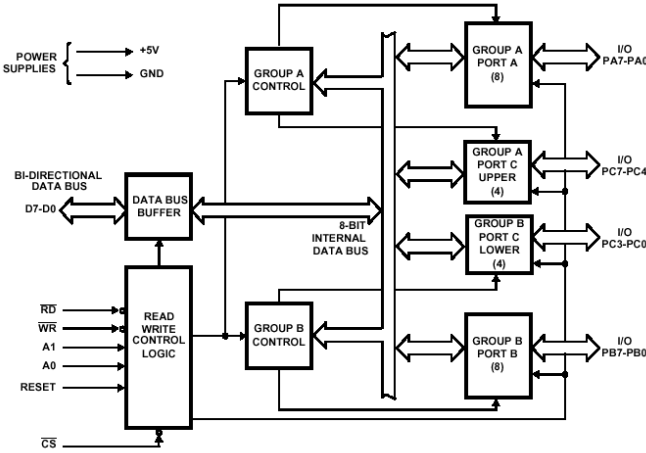 POWER
SUPPLIES
+5V
GND
GROUP A
CONTROL
GROUP A
PORT A
(8)
I/O
PA7-PA0
GROUP A
PORT C
UPPER
(4)
I/O
PC7-PC4
BI-DIRECTIONAL
DATA BUS
D7-D0
DATA BUS
BUFFER
8-BIT
INTERNAL
DATA BUS
GROUP B
PORT C
LOWER
(4)
I/O
PC3-PC0
RD
WR
A1
A0
RESET
CS
READ
WRITE
CONTROL
LOGIC
GROUP B
CONTROL
GROUP B
PORT B
(8)
I/O
PB7-PB0